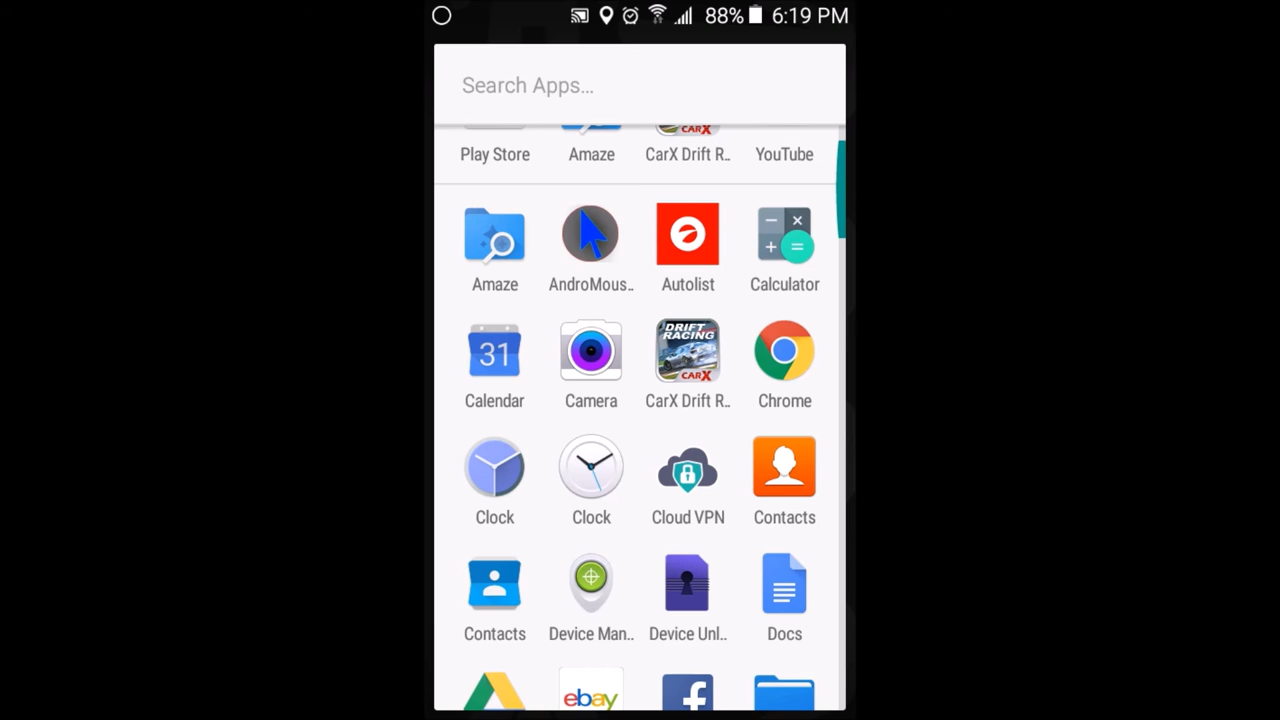 88% 6:19 PM
Search Apps...
CARX
Play Store Amaze CarX Drift R.. YouTube
Amaze AndroMous.. Autolist Calculator
31
DRIFT
RACING
CARX
Calendar Camera CarX Drift R.. Chrome
Clock Clock Cloud VPN Contacts
Contacts Device Man.. Device Unl.. Docs
ebay f